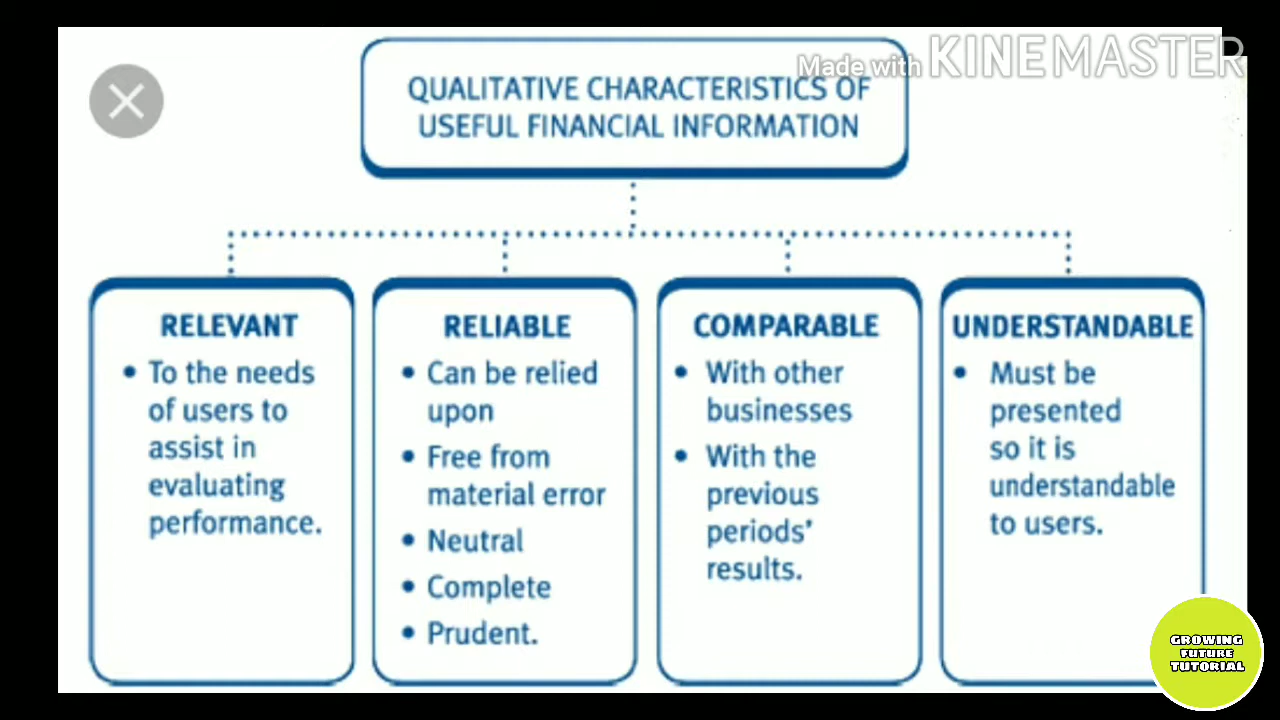 Made with KINEMASTER
QUALITATIVE CHARACTERISTICS OF
USEFUL FINANCIAL INFORMATION
RELEVANT
• To the needs
of users to
assist in
evaluating
performance.
RELIABLE
• Can be relied
upon
• Free from
material error
• Neutral
• Complete
• Prudent.
COMPARABLE
• With other
businesses
• With the
previous
periods'
results.
UNDERSTANDABLE
• Must be
presented
so it is
understandable
to users.
GROWING
FUTURE
TUTORIAL